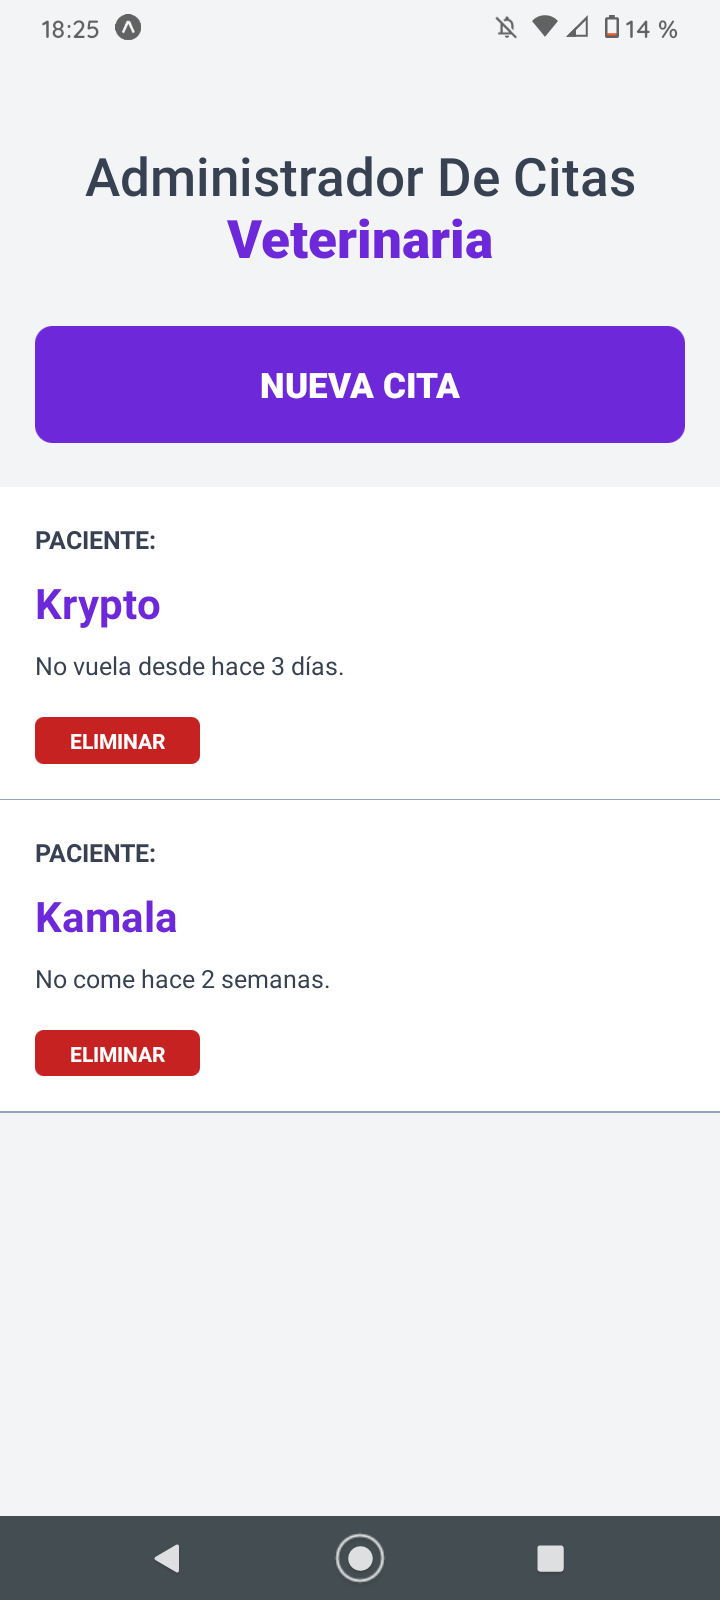 18:25 14 %
Administrador De Citas
Veterinaria
NUEVA CITA
PACIENTE:
Krypto
No vuela desde hace 3 días.
ELIMINAR
PACIENTE:
Kamala
No come hace 2 semanas.
ELIMINAR